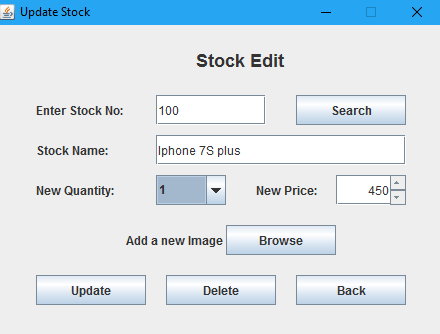 Update Stock
Stock Edit
Enter Stock No: 100 Search
Stock Name: Iphone 7S plus
New Quantity: 1 New Price: 450
Add a new Image Browse
Update Delete Back